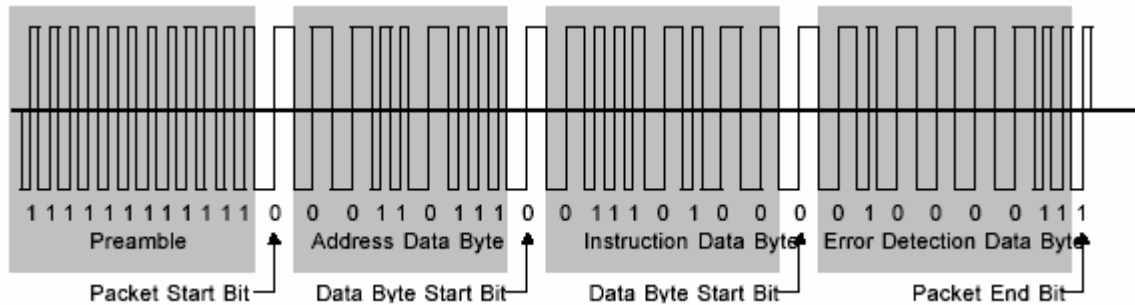 1 1 1 1 1 1 1 1 1 1 1 1 0 0 0 1 1 0 1 1 1 0 0 1 1 1 0 1 0 0 0 0 1 0 0 0 0 1 1 1
Preamble Address Data Byte Instruction Data Byte Error Detection Data Byte
Packet Start Bit Data Byte Start Bit Data Byte Start Bit Packet End Bit